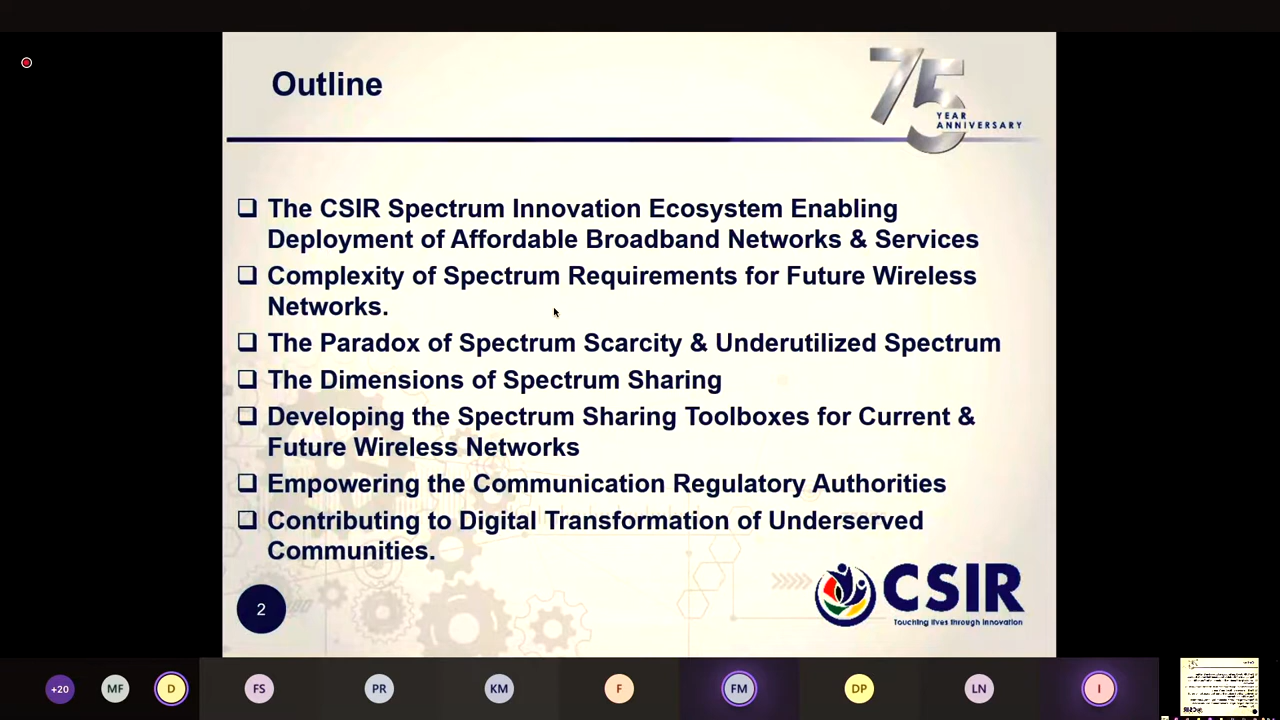 Outline
75
YEAR
ANNIVERSARY
❑ The CSIR Spectrum Innovation Ecosystem Enabling
Deployment of Affordable Broadband Networks & Services
❑ Complexity of Spectrum Requirements for Future Wireless
Networks.
❑ The Paradox of Spectrum Scarcity & Underutilized Spectrum
❑ The Dimensions of Spectrum Sharing
❑ Developing the Spectrum Sharing Toolboxes for Current &
Future Wireless Networks
❑ Empowering the Communication Regulatory Authorities
❑ Contributing to Digital Transformation of Underserved
Communities.
2
CSIR
Touching lives through innovation
+20 MF D FS PR KM F FM DP LN I